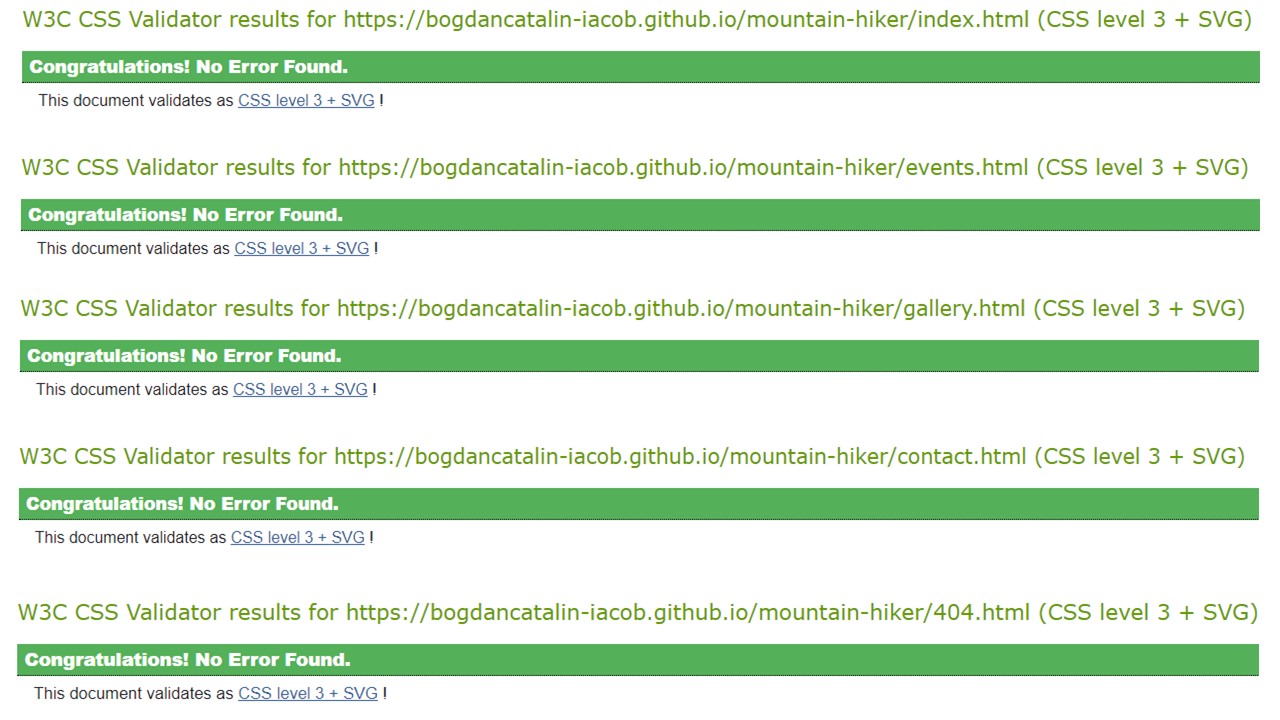 W3C CSS Validator results for https://bogdancatalin-iacob.github.io/mountain-hiker/index.html (CSS level 3 + SVG)
Congratulations! No Error Found.
This document validates as CSS level 3 + SVG !
W3C CSS Validator results for https://bogdancatalin-iacob.github.io/mountain-hiker/events.html (CSS level 3 + SVG)
Congratulations! No Error Found.
This document validates as CSS level 3 + SVG !
W3C CSS Validator results for https://bogdancatalin-iacob.github.io/mountain-hiker/gallery.html (CSS level 3 + SVG)
Congratulations! No Error Found.
This document validates as CSS level 3 + SVG !
W3C CSS Validator results for https://bogdancatalin-iacob.github.io/mountain-hiker/contact.html (CSS level 3 + SVG)
Congratulations! No Error Found.
This document validates as CSS level 3 + SVG !
W3C CSS Validator results for https://bogdancatalin-iacob.github.io/mountain-hiker/404.html (CSS level 3 + SVG)
Congratulations! No Error Found.
This document validates as CSS level 3 + SVG !